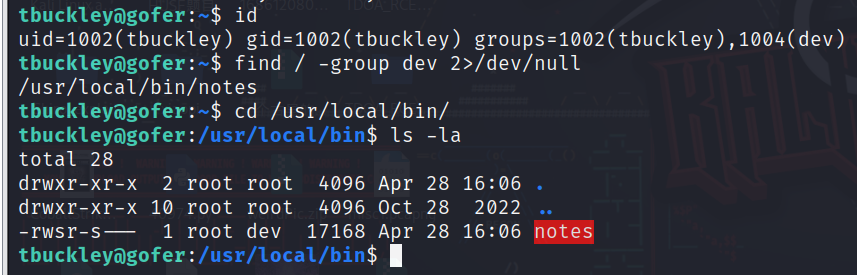 tbuckley@gofer:~$ id
uid=1002(tbuckley) gid=1002(tbuckley) groups=1002(tbuckley),1004(dev)
tbuckley@gofer:~$ find / -group dev 2>/dev/null
/usr/local/bin/notes
tbuckley@gofer:~$ cd /usr/local/bin/
tbuckley@gofer:/usr/local/bin$ ls -la
total 28
drwxr-xr-x  2 root root  4096 Apr 28 16:06 .
drwxr-xr-x 10 root root  4096 Oct 28  2022 ..
-rwsr-s---  1 root dev  17168 Apr 28 16:06 notes
tbuckley@gofer:/usr/local/bin$